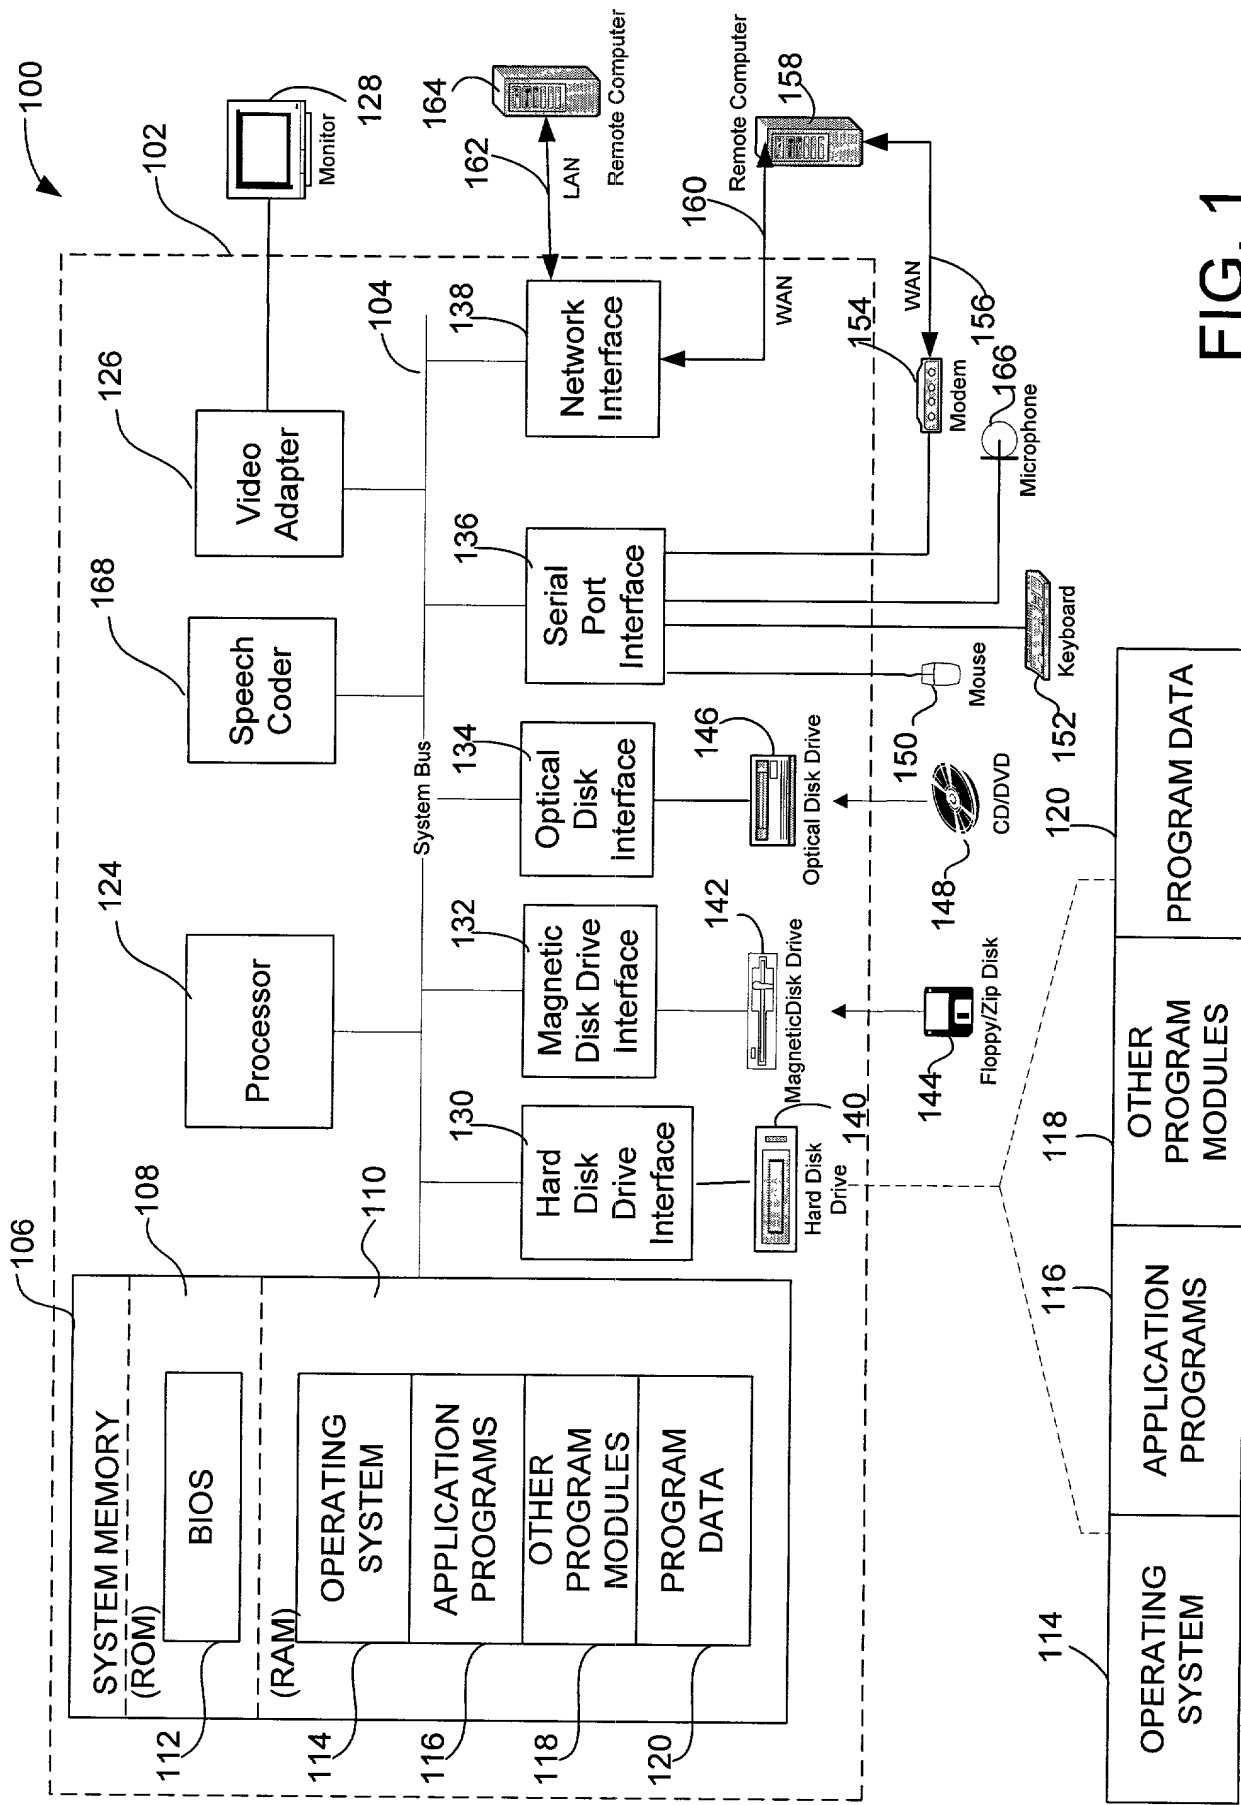 100
106
SYSTEM MEMORY
(ROM)
108
BIOS
112
(RAM)
110
OPERATING
SYSTEM
114
APPLICATION
PROGRAMS
116
OTHER
PROGRAM
MODULES
118
PROGRAM
DATA
120
124
Processor
168
Speech
Coder
126
Video
Adapter
102
128
Monitor
System Bus
104
130
Hard
Disk
Drive
Interface
132
Magnetic
Disk Drive
Interface
134
Optical
Disk
Interface
136
Serial
Port
Interface
138
Network
Interface
162
LAN
164
Remote Computer
140
Hard Disk
Drive
142
MagneticDisk Drive
146
Optical Disk Drive
WAN
160
Remote Computer
158
144
Floppy/Zip Disk
148
CD/DVD
150
Mouse
152
Keyboard
154
Modem
WAN
156
166
Microphone
114
OPERATING
SYSTEM
116
APPLICATION
PROGRAMS
118
OTHER
PROGRAM
MODULES
120
PROGRAM DATA
FIG. 1